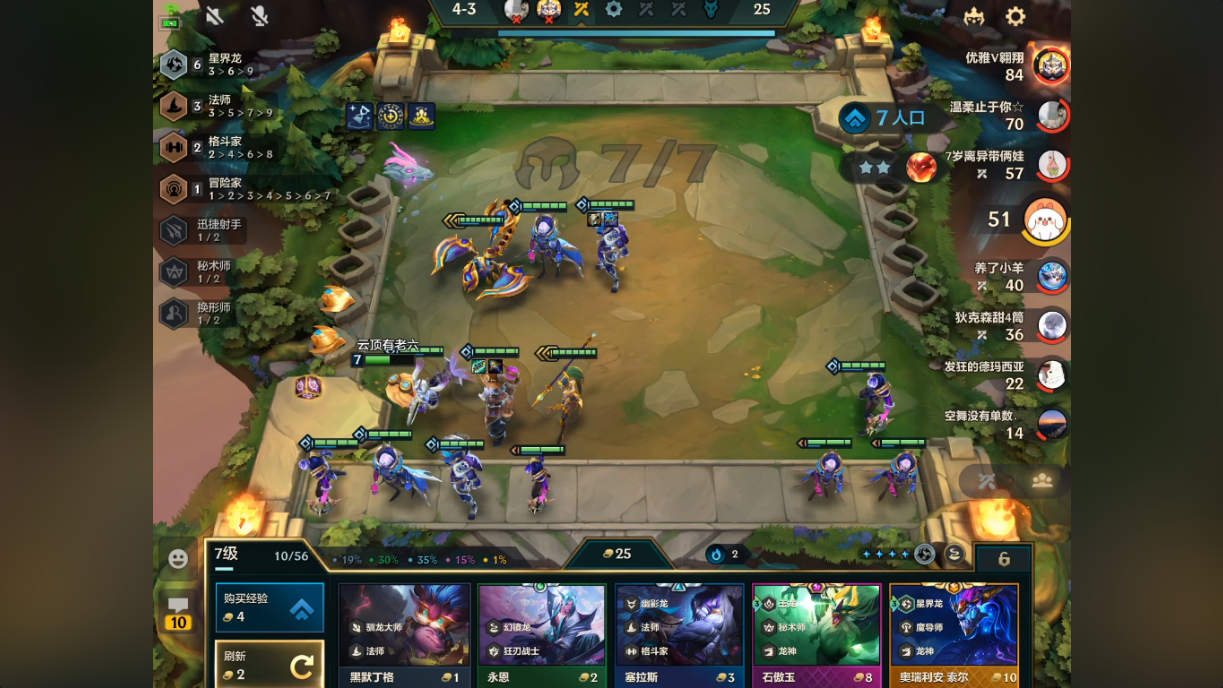 4-3
25
6 星界龙
3 > 6 > 9
3 法师
3 > 5 > 7 > 9
2 格斗家
2 > 4 > 6 > 8
1 冒险家
1 > 2 > 3 > 4 > 5 > 6 > 7
迅捷射手
1 / 2
秘术师
1 / 2
换形师
1 / 2
7/7
7人口
优雅V翱翔
84
温柔止于你☆
70
7岁离异带俩娃
57
51
养了小羊
40
狄克森甜4筒
36
发狂的德玛西亚
22
空舞没有单数.
14
云顶有老六
7
7级
10/56
19% 30% 35% 15% 1%
25
2
购买经验
4
刷新
2
10
驯龙大师
法师
黑默丁格 1
幻镜龙
狂刃战士
永恩 2
幽影龙
法师
格斗家
塞拉斯 3
3 玉龙
秘术师
龙神
石傲玉 8
3 星界龙
魔导师
龙神
奥瑞利安 索尔 10